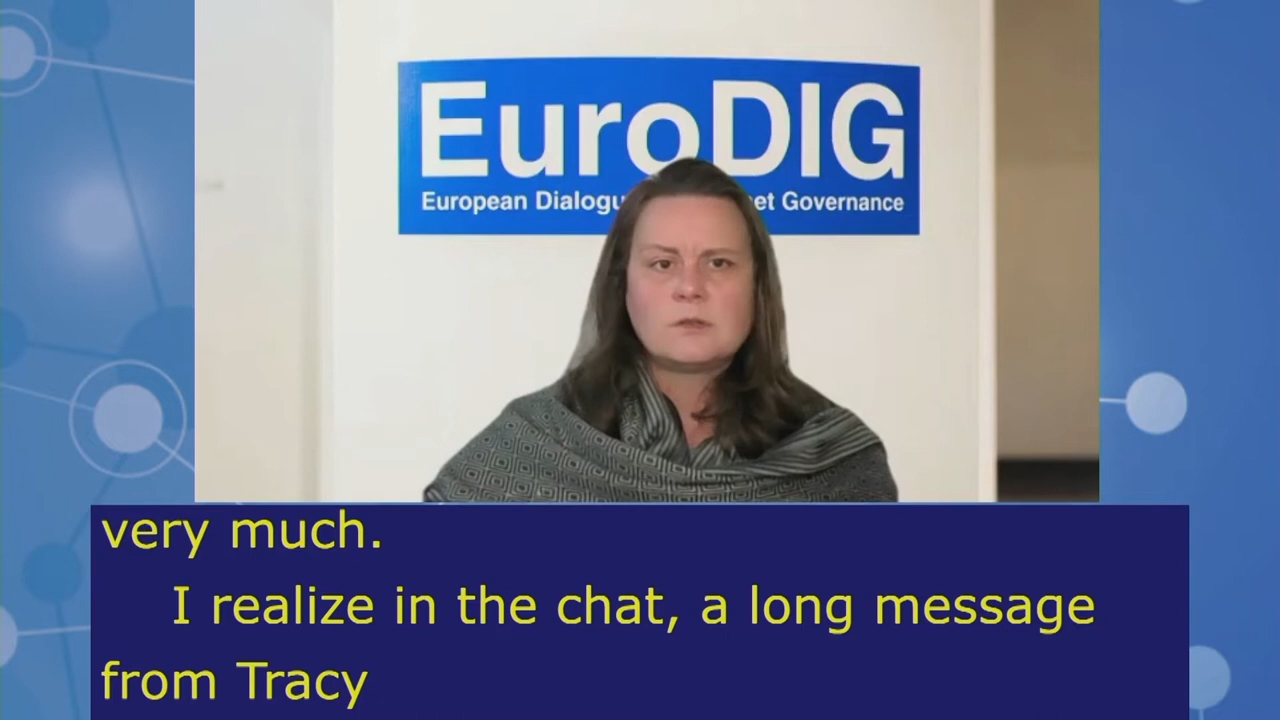 EuroDIG
European Dialogu et Governance
very much.
I realize in the chat, a long message
from Tracy